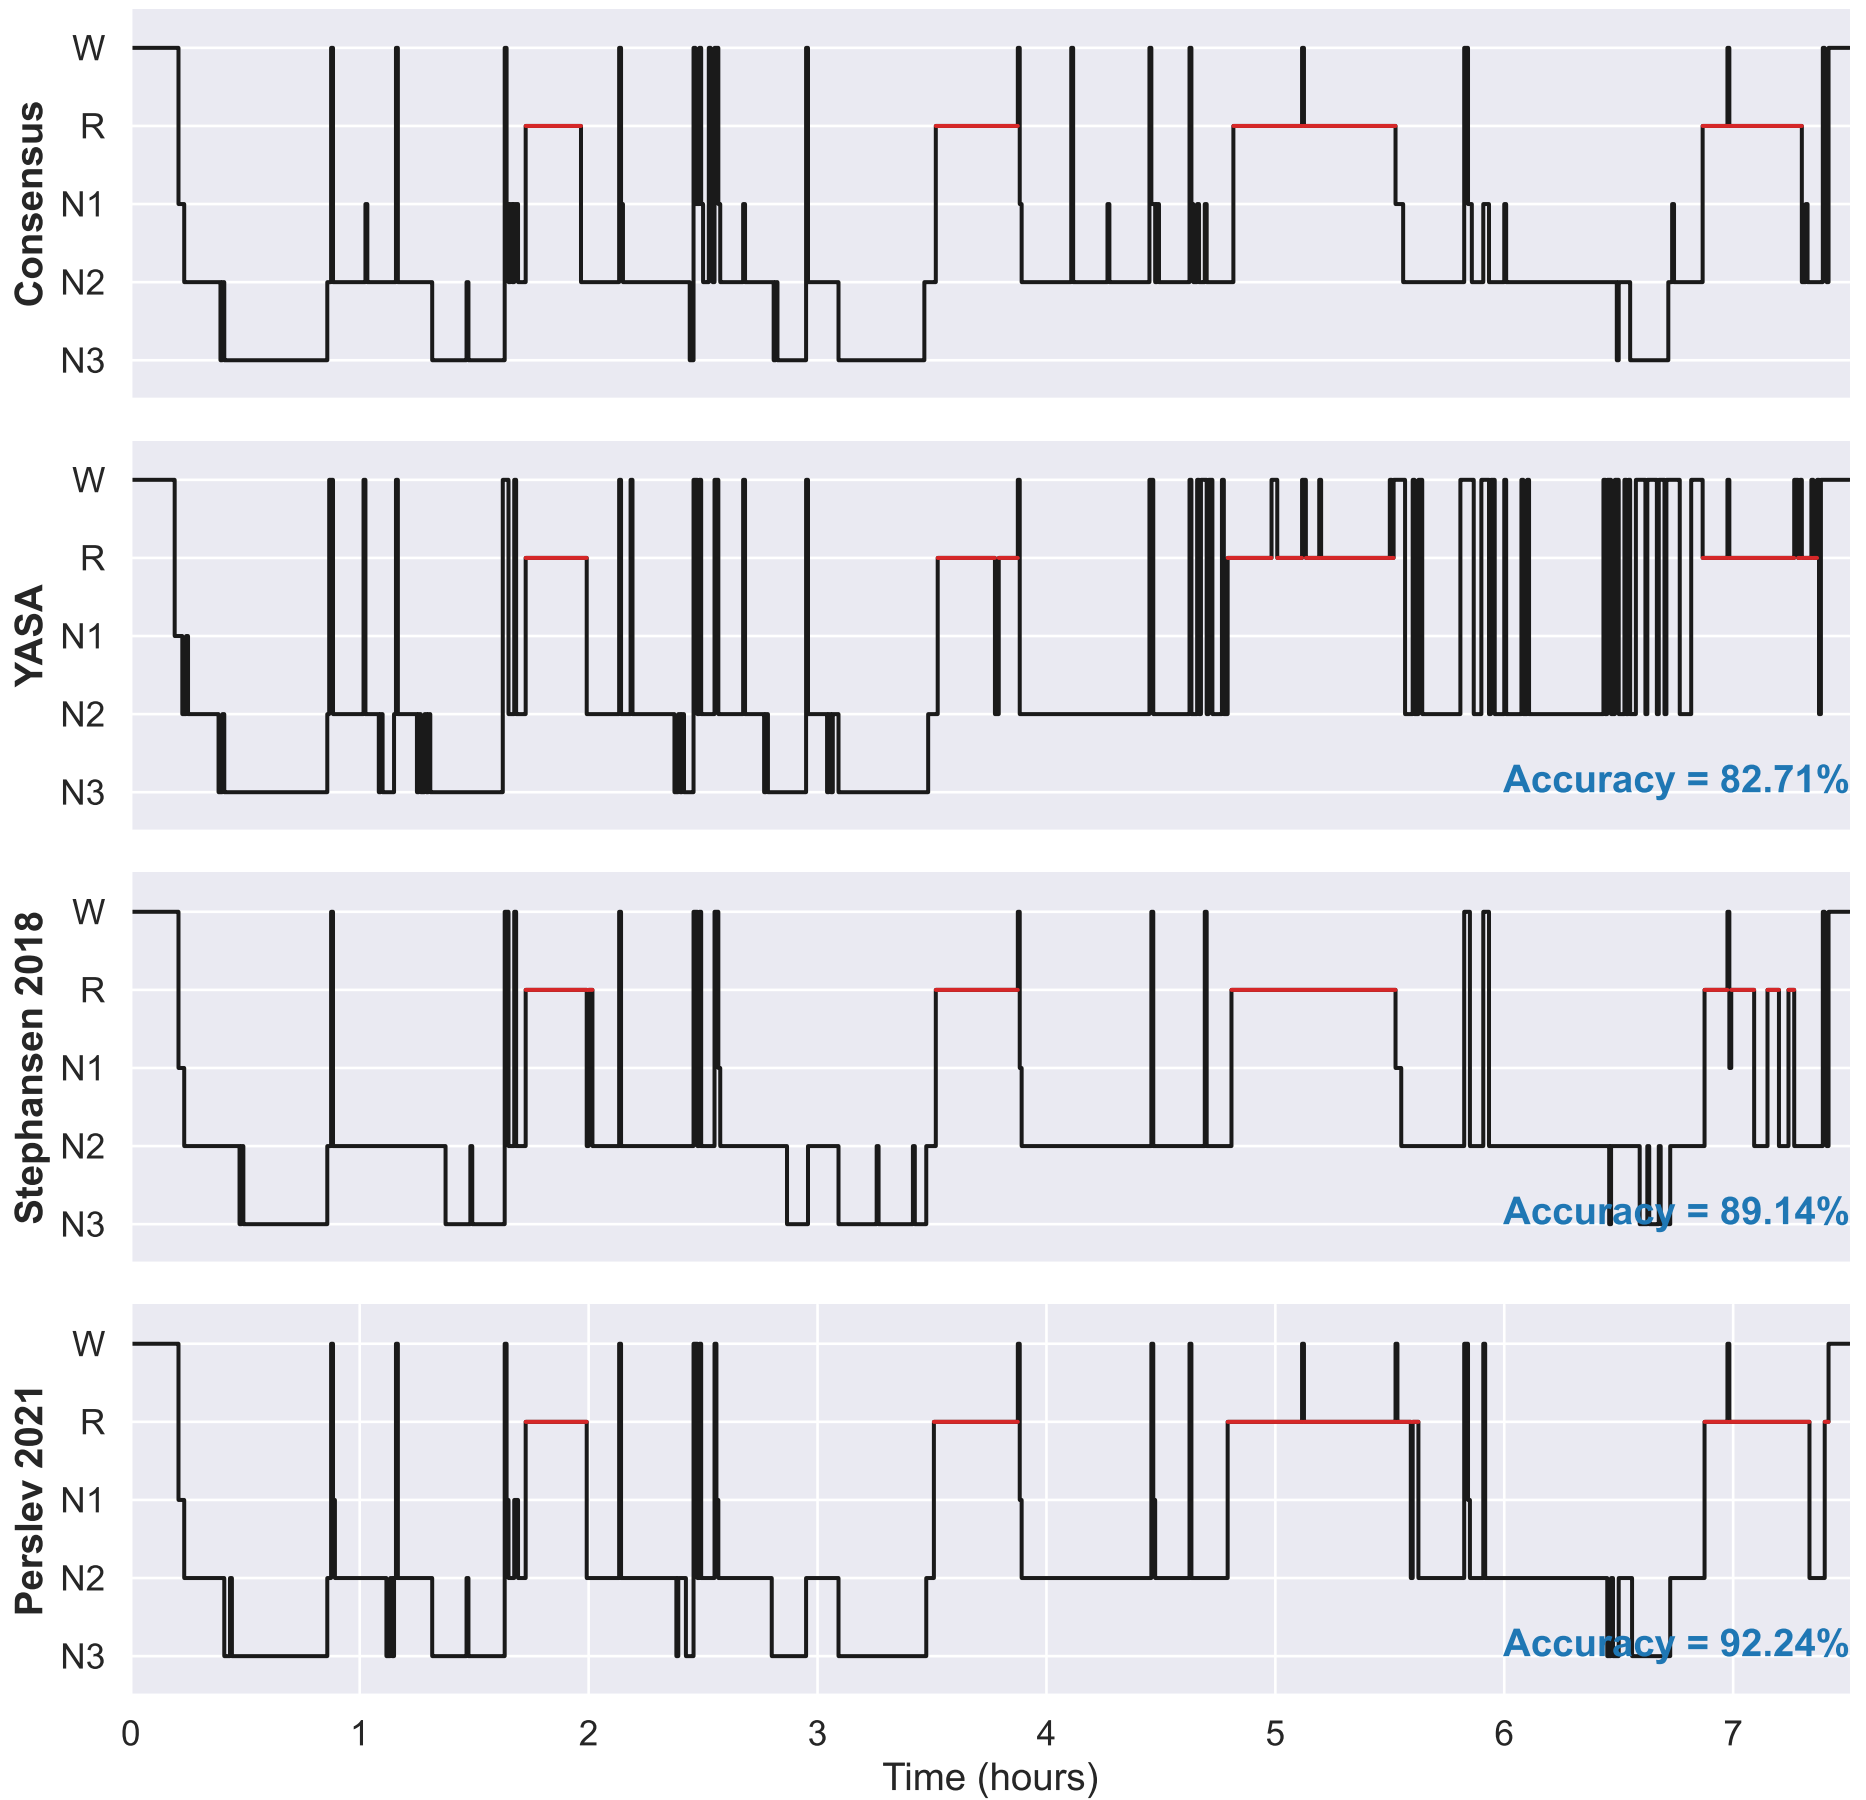 Consensus
W
R
N1
N2
N3
YASA
W
R
N1
N2
N3
Accuracy = 82.71%
Stephansen 2018
W
R
N1
N2
N3
Accuracy = 89.14%
Perslev 2021
W
R
N1
N2
N3
Accuracy = 92.24%
0 1 2 3 4 5 6 7
Time (hours)